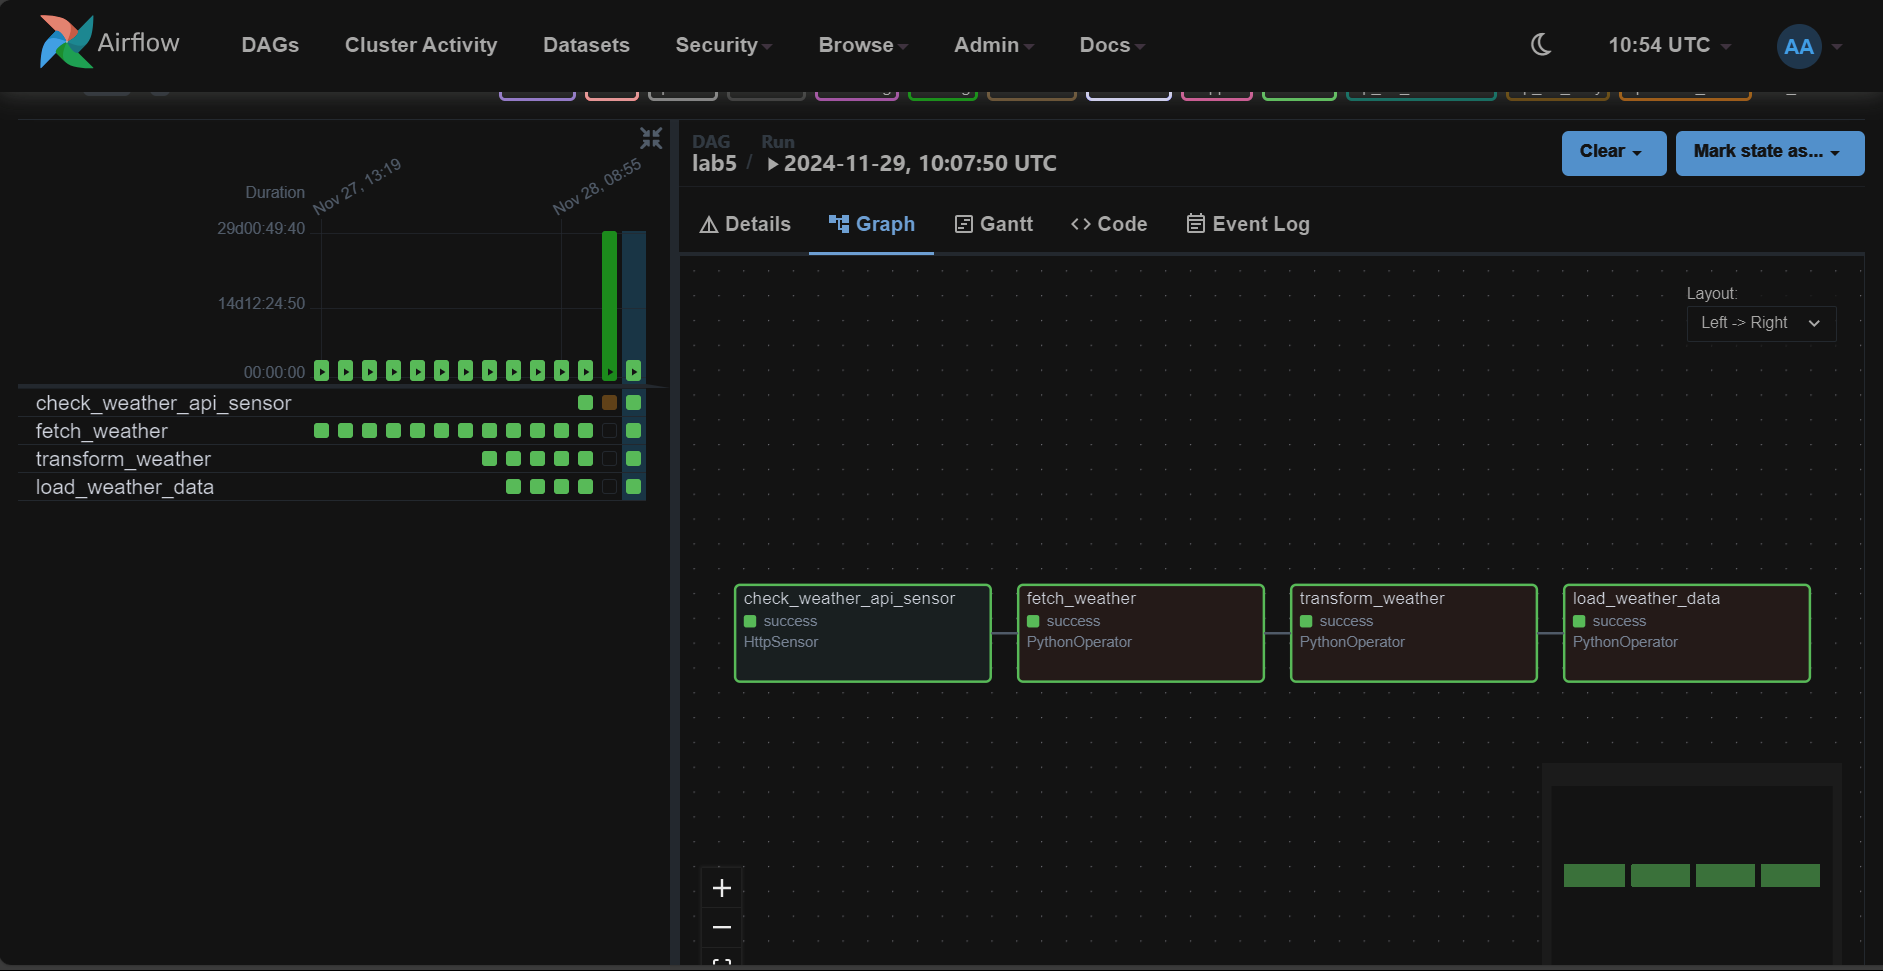 Airflow
DAGs
Cluster Activity
Datasets
Security
Browse
Admin
Docs
10:54 UTC
AA
Duration
Nov 27, 13:19
Nov 28, 08:55
29d00:49:40
14d12:24:50
00:00:00
check_weather_api_sensor
fetch_weather
transform_weather
load_weather_data
DAG
lab5
/
Run
2024-11-29, 10:07:50 UTC
Clear
Mark state as...
Details
Graph
Gantt
<> Code
Event Log
Layout:
Left -> Right
check_weather_api_sensor
success
HttpSensor
fetch_weather
success
PythonOperator
transform_weather
success
PythonOperator
load_weather_data
success
PythonOperator